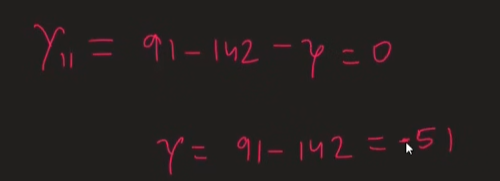 γ₁₁ = 91 - 142 - γ = 0
γ = 91 - 142 = -51